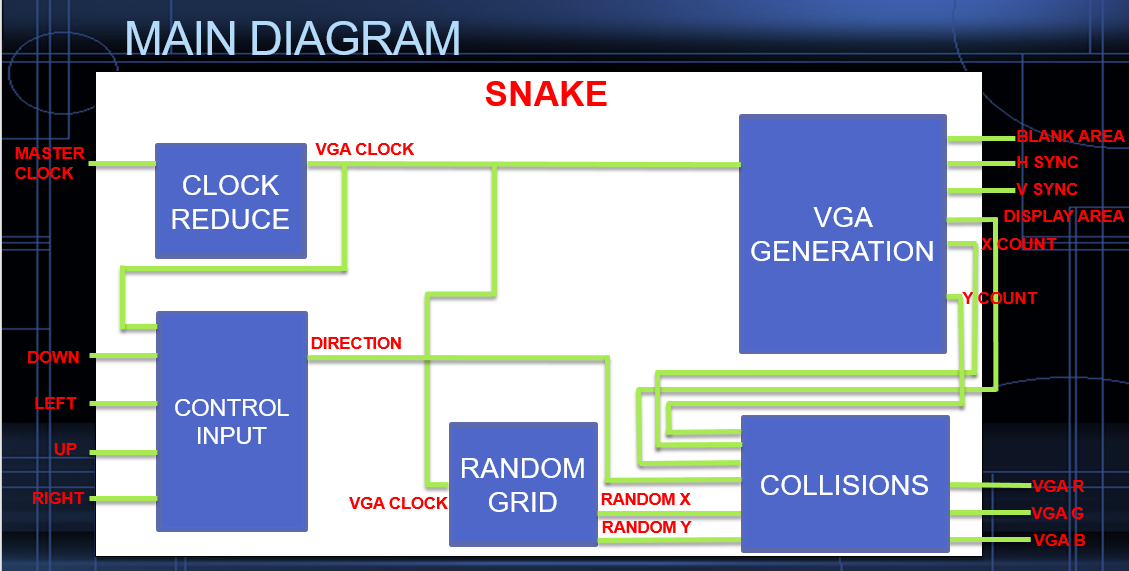 MAIN DIAGRAM
SNAKE
MASTER
CLOCK
CLOCK
REDUCE
VGA CLOCK
VGA
GENERATION
BLANK AREA
H SYNC
V SYNC
DISPLAY AREA
X COUNT
Y COUNT
DOWN
LEFT
UP
RIGHT
CONTROL
INPUT
DIRECTION
VGA CLOCK
RANDOM
GRID
RANDOM X
RANDOM Y
COLLISIONS
VGA R
VGA G
VGA B